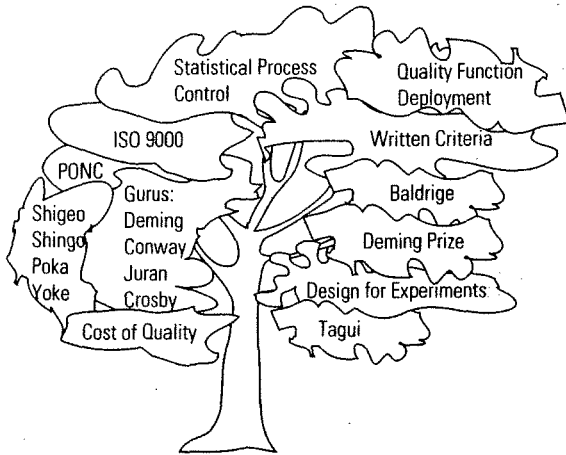 Statistical Process
Control
Quality Function
Deployment
ISO 9000
Written Criteria
PONC
Baldrige
Shigeo
Shingo
Poka
Yoke
Gurus:
Deming
Conway
Juran
Crosby
Deming Prize
Design for Experiments
Cost of Quality
Tagui